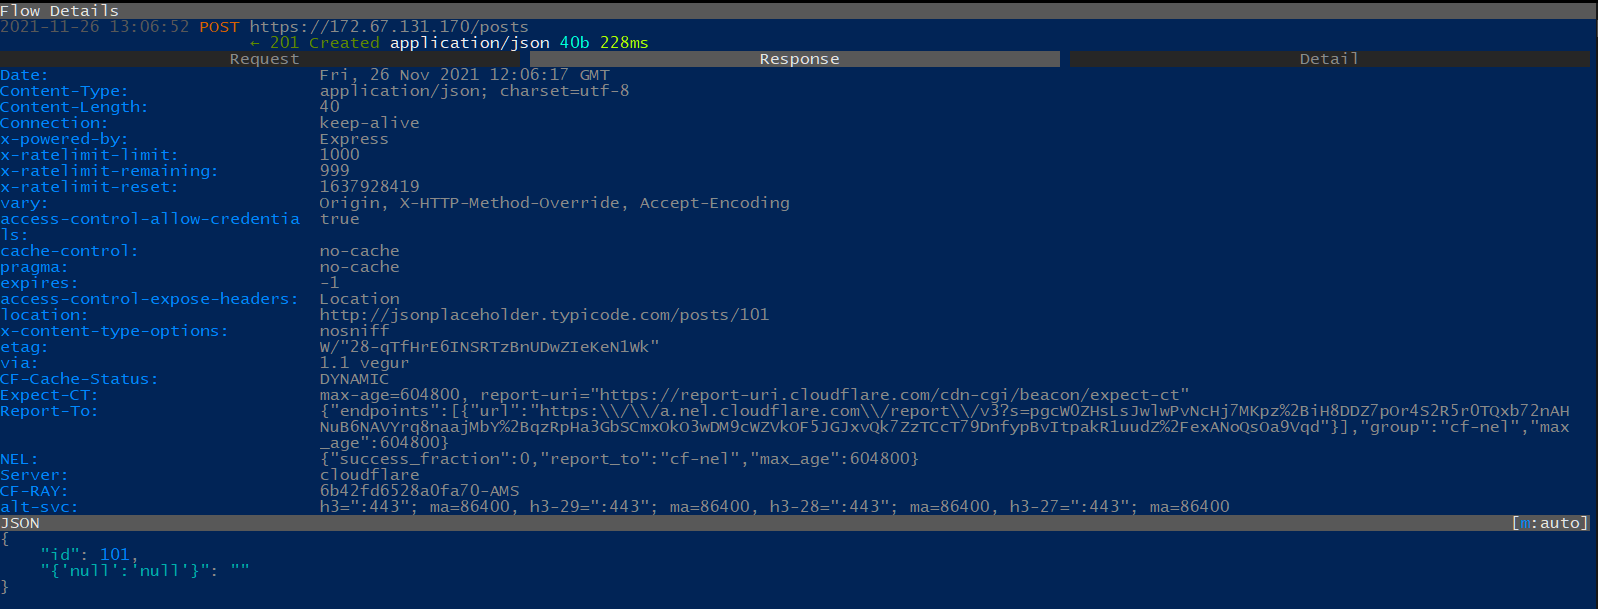 Flow Details
2021-11-26 13:06:52 POST https://172.67.131.170/posts
← 201 Created application/json 40b 228ms
Request Response Detail
Date: Fri, 26 Nov 2021 12:06:17 GMT
Content-Type: application/json; charset=utf-8
Content-Length: 40
Connection: keep-alive
x-powered-by: Express
x-ratelimit-limit: 1000
x-ratelimit-remaining: 999
x-ratelimit-reset: 1637928419
vary: Origin, X-HTTP-Method-Override, Accept-Encoding
access-control-allow-credentia true
ls:
cache-control: no-cache
pragma: no-cache
expires: -1
access-control-expose-headers: Location
location: http://jsonplaceholder.typicode.com/posts/101
x-content-type-options: nosniff
etag: W/"28-qTfHrE6INSRTzBnUDwZIeKeN1Wk"
via: 1.1 vegur
CF-Cache-Status: DYNAMIC
Expect-CT: max-age=604800, report-uri="https://report-uri.cloudflare.com/cdn-cgi/beacon/expect-ct"
Report-To: {"endpoints":[{"url":"https:\\/\\/a.nel.cloudflare.com\\/report\\/v3?s=pgcW0ZHsLsJwlwPvNcHj7MKpz%2BiH8DDZ7pOr4S2R5r0TQxb72nAH
NuB6NAVYrq8naajMbY%2BqzRpHa3GbSCmxOkO3wDM9cWZVkOF5JGJxvQk7ZzTCcT79DnfypBvItpakR1uudZ%2FexANoQsOa9Vqd"}],"group":"cf-nel","max
_age":604800}
NEL: {"success_fraction":0,"report_to":"cf-nel","max_age":604800}
Server: cloudflare
CF-RAY: 6b42fd6528a0fa70-AMS
alt-svc: h3=":443"; ma=86400, h3-29=":443"; ma=86400, h3-28=":443"; ma=86400, h3-27=":443"; ma=86400
JSON [m:auto]
{
"id": 101,
"{'null':'null'}": ""
}